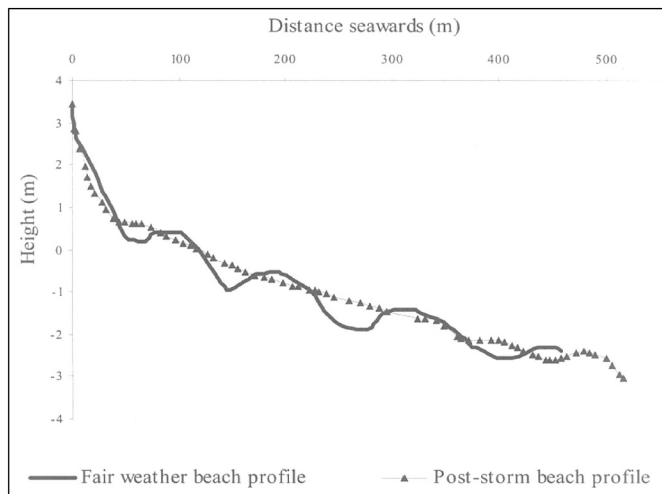 Distance seawards (m)
0 100 200 300 400 500
4
3
2
1
0
-1
-2
-3
-4
Height (m)
Fair weather beach profile
Post-storm beach profile